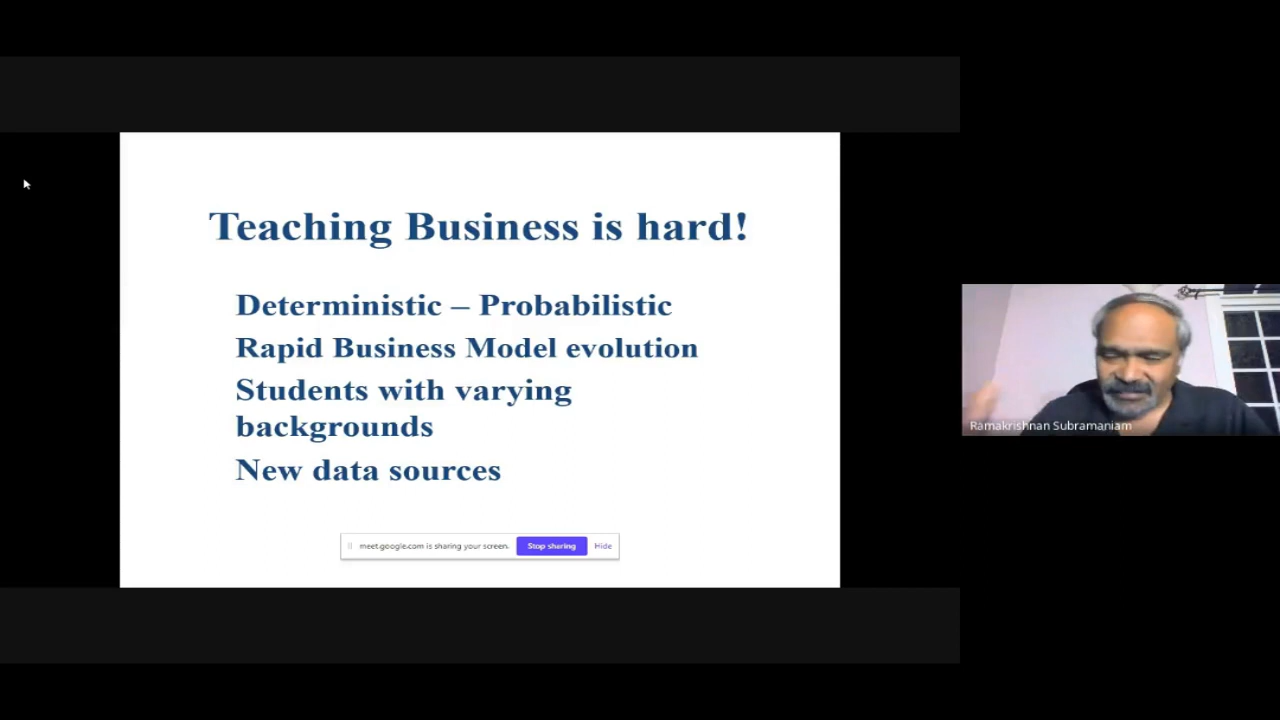 Teaching Business is hard!
Deterministic – Probabilistic
Rapid Business Model evolution
Students with varying
backgrounds
New data sources
meet.google.com is sharing your screen.
Stop sharing
Hide
Ramakrishnan Subramaniam